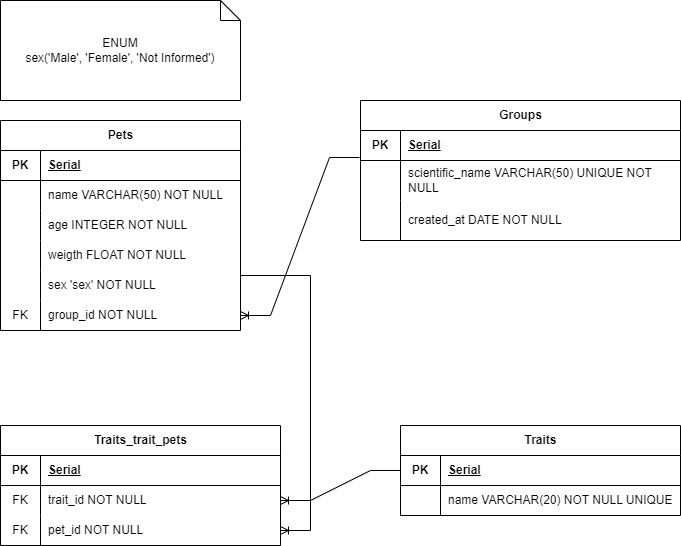 ENUM
sex('Male', 'Female', 'Not Informed')
Pets
PK Serial
name VARCHAR(50) NOT NULL
age INTEGER NOT NULL
weigth FLOAT NOT NULL
sex 'sex' NOT NULL
FK group_id NOT NULL
Groups
PK Serial
scientific_name VARCHAR(50) UNIQUE NOT
NULL
created_at DATE NOT NULL
Traits_trait_pets
PK Serial
FK trait_id NOT NULL
FK pet_id NOT NULL
Traits
PK Serial
name VARCHAR(20) NOT NULL UNIQUE